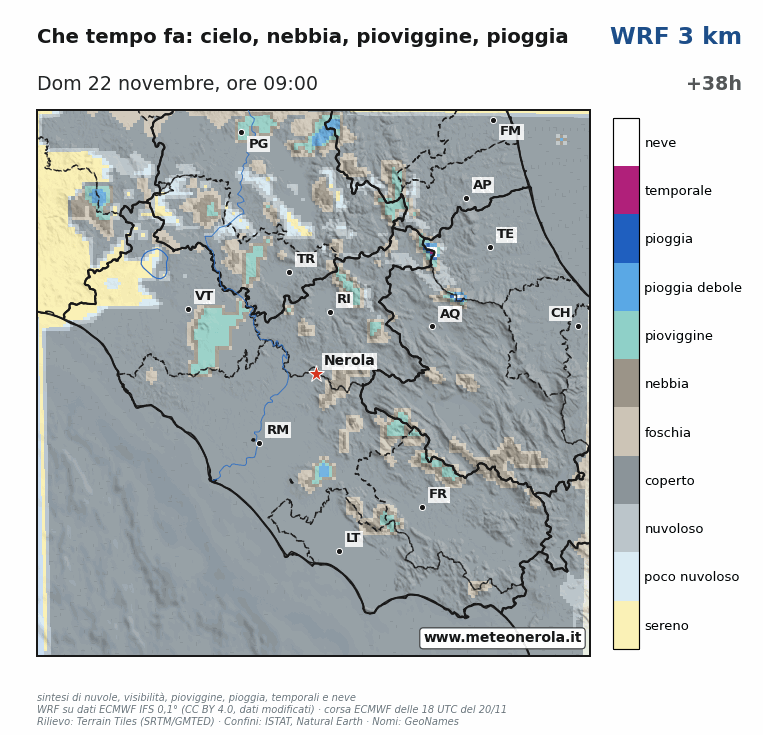 Che tempo fa: cielo, nebbia, pioviggine, pioggia
WRF 3 km
Dom 22 novembre, ore 09:00
+38h
FM
PG
AP
TE
TR
RI
VT
AQ
CH
Nerola
RM
FR
LT
www.meteonerola.it
neve
temporale
pioggia
pioggia debole
pioviggine
nebbia
foschia
coperto
nuvoloso
poco nuvoloso
sereno
sintesi di nuvole, visibilità, pioviggine, pioggia, temporali e neve
WRF su dati ECMWF IFS 0,1° (CC BY 4.0, dati modificati) · corsa ECMWF delle 18 UTC del 20/11
Rilievo: Terrain Tiles (SRTM/GMTED) · Confini: ISTAT, Natural Earth · Nomi: GeoNames